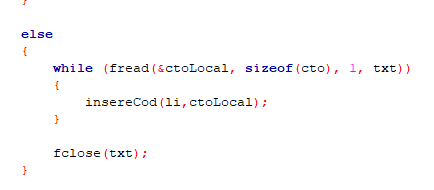 }
else
{
while (fread(&ctoLocal, sizeof(cto), 1, txt))
{
insereCod(li,ctoLocal);
}
fclose(txt);
}